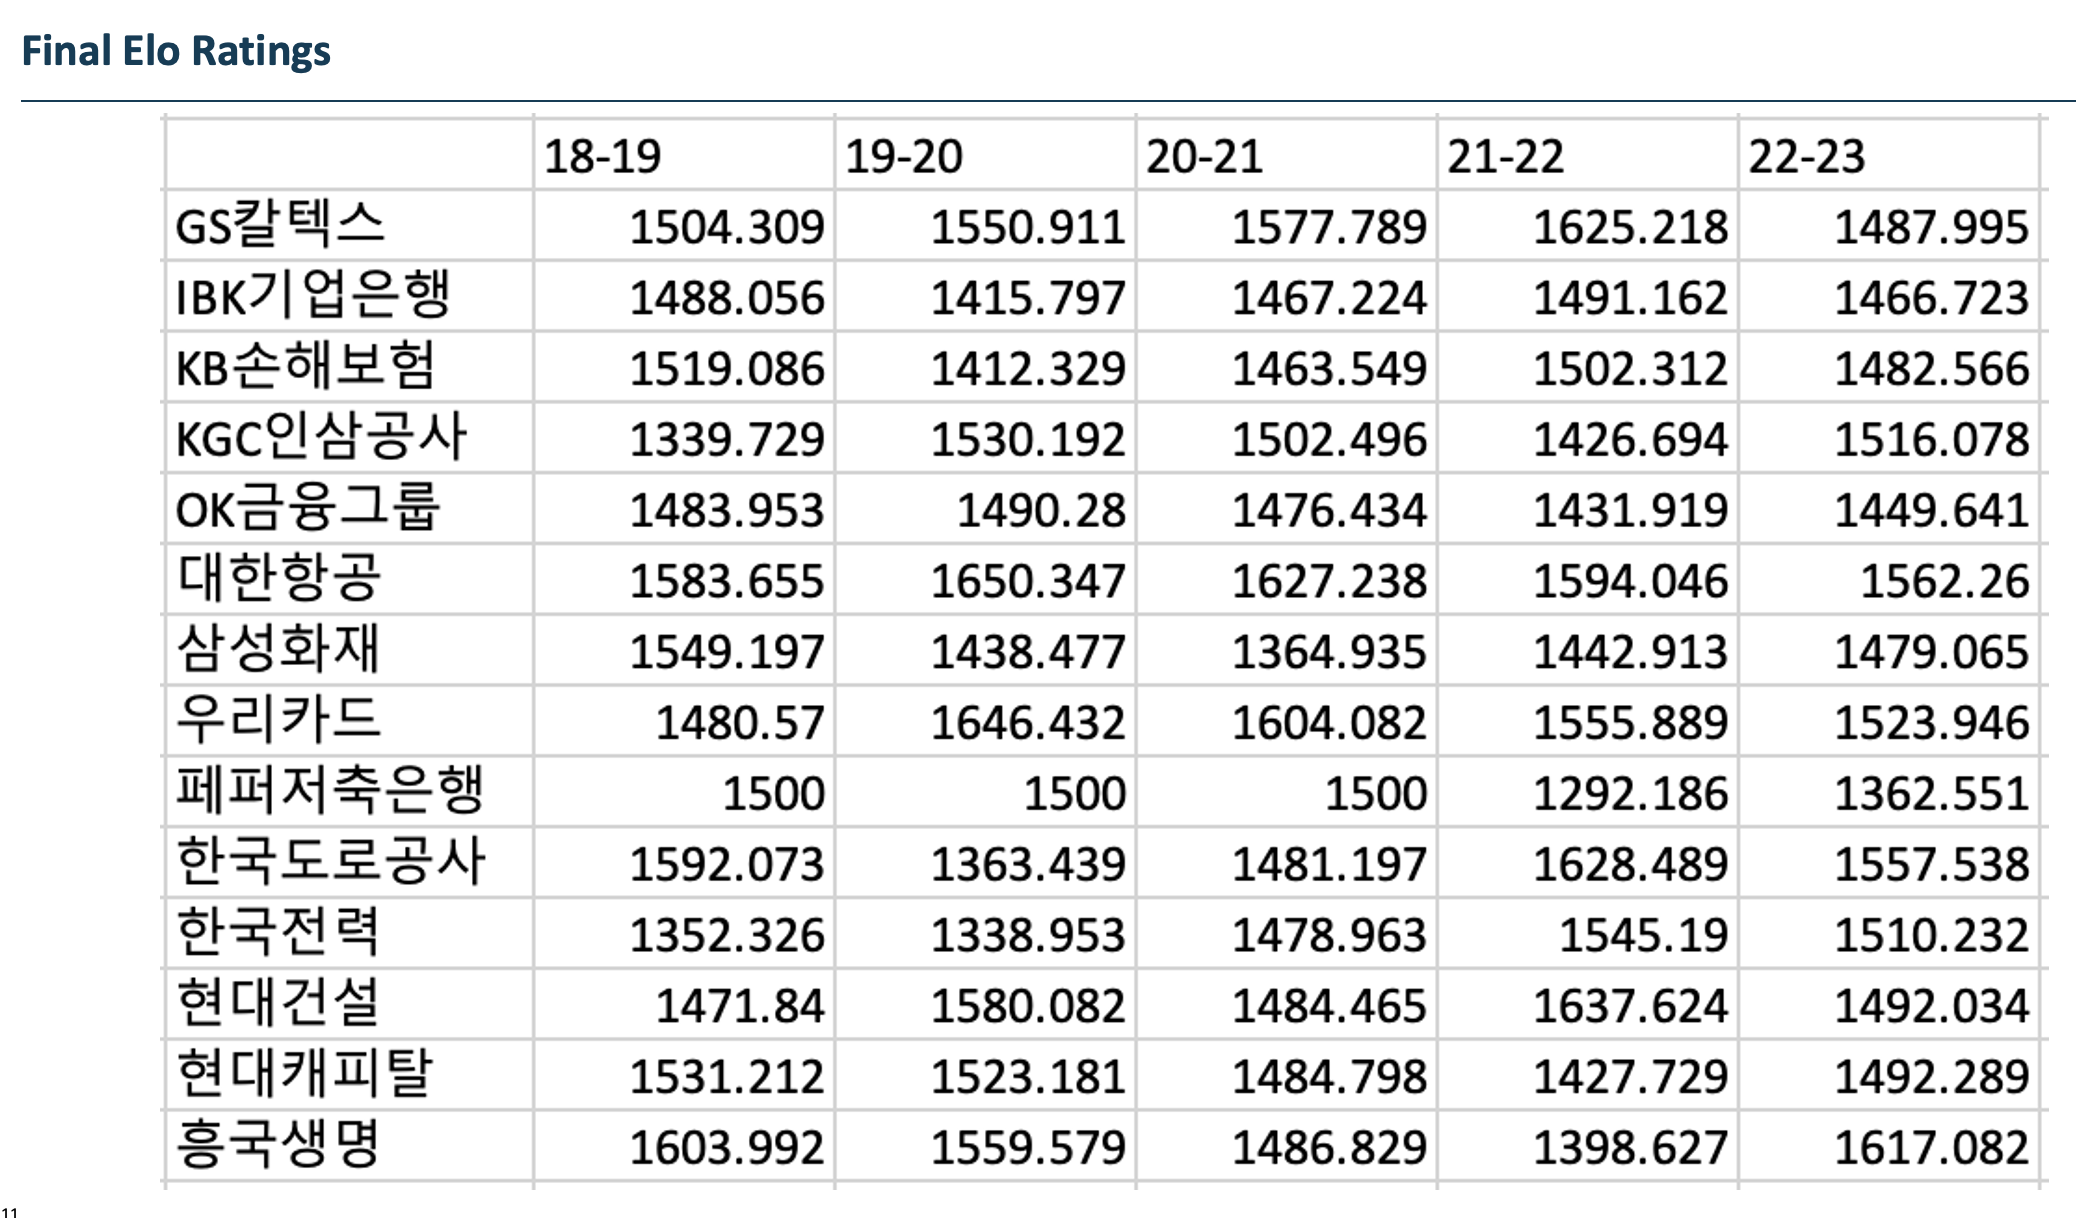 Final Elo Ratings
18-19 19-20 20-21 21-22 22-23
GS칼텍스 1504.309 1550.911 1577.789 1625.218 1487.995
IBK기업은행 1488.056 1415.797 1467.224 1491.162 1466.723
KB손해보험 1519.086 1412.329 1463.549 1502.312 1482.566
KGC인삼공사 1339.729 1530.192 1502.496 1426.694 1516.078
OK금융그룹 1483.953 1490.28 1476.434 1431.919 1449.641
대한항공 1583.655 1650.347 1627.238 1594.046 1562.26
삼성화재 1549.197 1438.477 1364.935 1442.913 1479.065
우리카드 1480.57 1646.432 1604.082 1555.889 1523.946
페퍼저축은행 1500 1500 1500 1292.186 1362.551
한국도로공사 1592.073 1363.439 1481.197 1628.489 1557.538
한국전력 1352.326 1338.953 1478.963 1545.19 1510.232
현대건설 1471.84 1580.082 1484.465 1637.624 1492.034
현대캐피탈 1531.212 1523.181 1484.798 1427.729 1492.289
흥국생명 1603.992 1559.579 1486.829 1398.627 1617.082
11